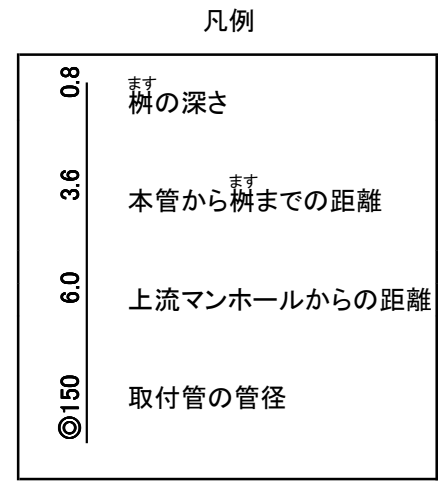 凡例
0.8
桝の深さ
ます
3.6
本管から桝までの距離
ます
6.0
上流マンホールからの距離
◎150
取付管の管径